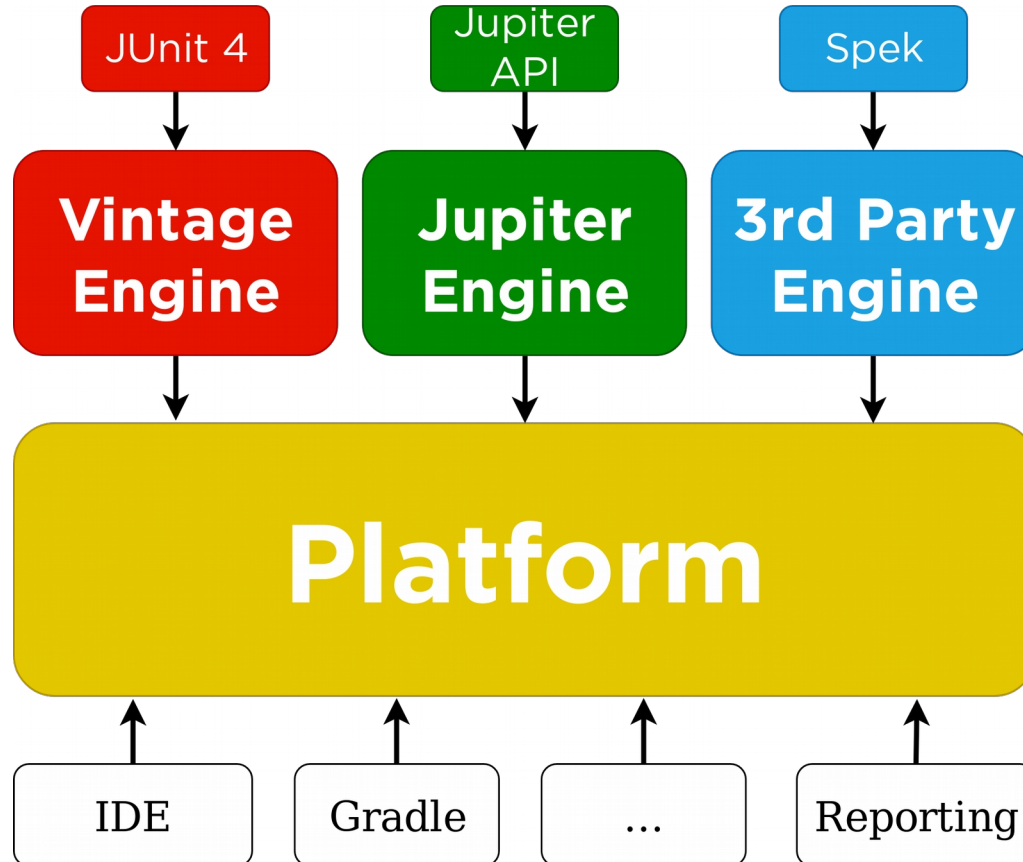 JUnit 4
Jupiter
API
Spek
Vintage
Engine
Jupiter
Engine
3rd Party
Engine
Platform
IDE
Gradle
...
Reporting